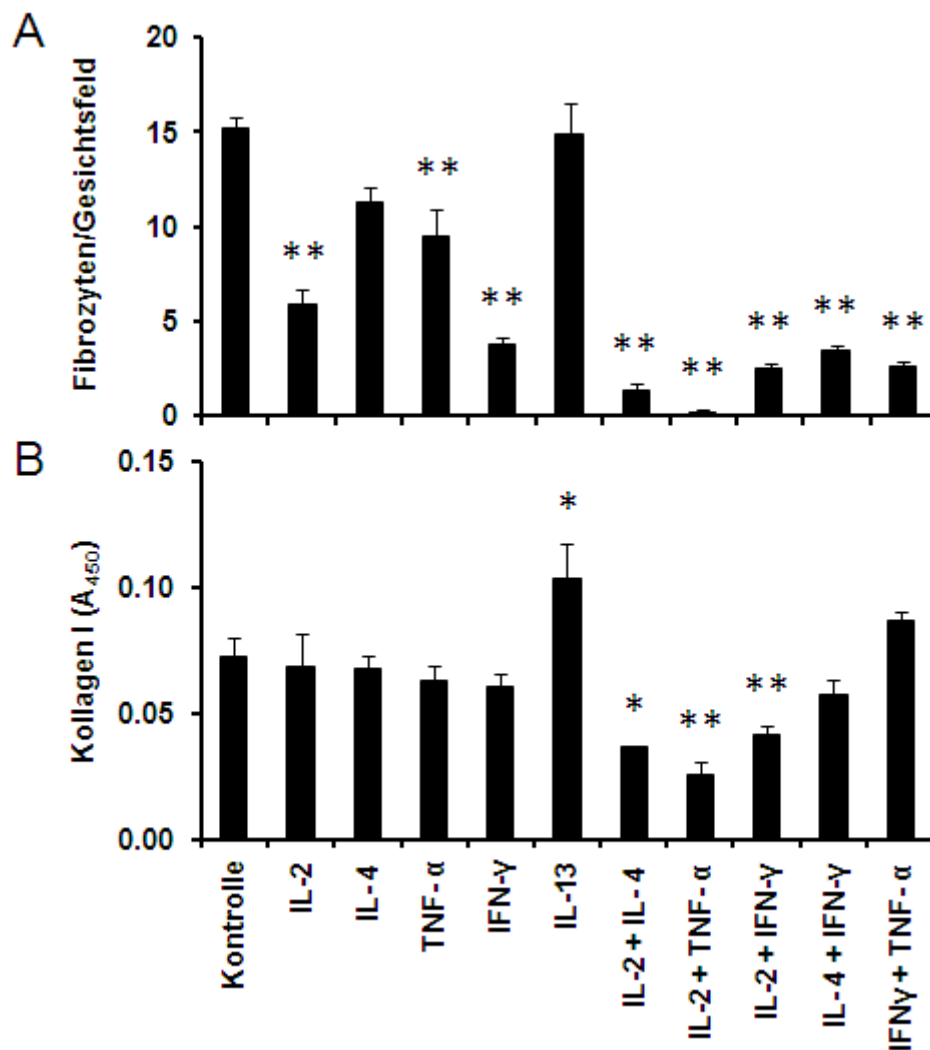 A
Fibrozyten/Gesichtsfeld
20
15
10
5
0
**
**
**
**
**
**
**
**
B
Kollagen I (A450)
0.15
0.10
0.05
0.00
*
*
**
**
Kontrolle
IL-2
IL-4
TNF-α
IFN-γ
IL-13
IL-2 + IL-4
IL-2 + TNF-α
IL-2 + IFN-γ
IL-4 + IFN-γ
IFNγ + TNF-α